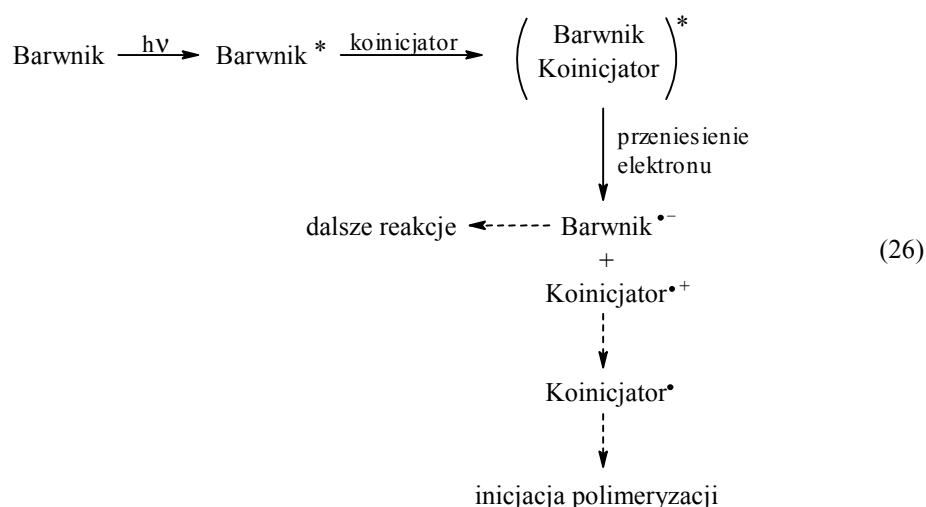 Barwnik hν Barwnik * koinicjator ( Barwnik Koinicjator ) *
przeniesienie
elektronu
dalsze reakcje Barwnik •−
+
(26)
Koinicjator• +
Koinicjator•
inicjacja polimeryzacji